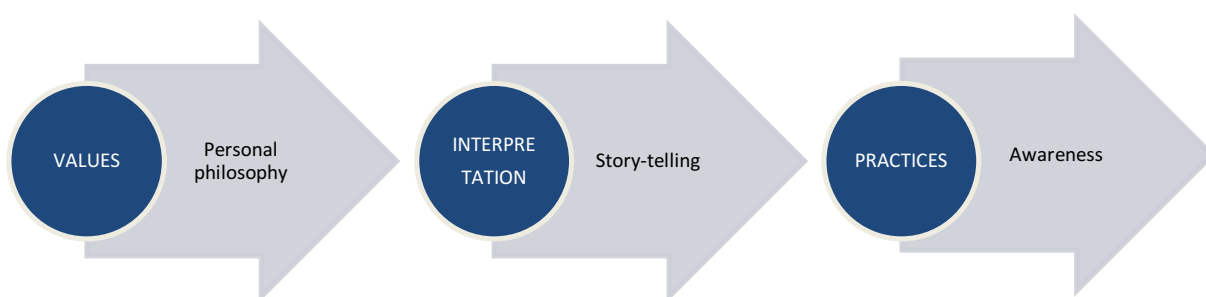 VALUES
Personal
philosophy
INTERPRE
TATION
Story-telling
PRACTICES
Awareness